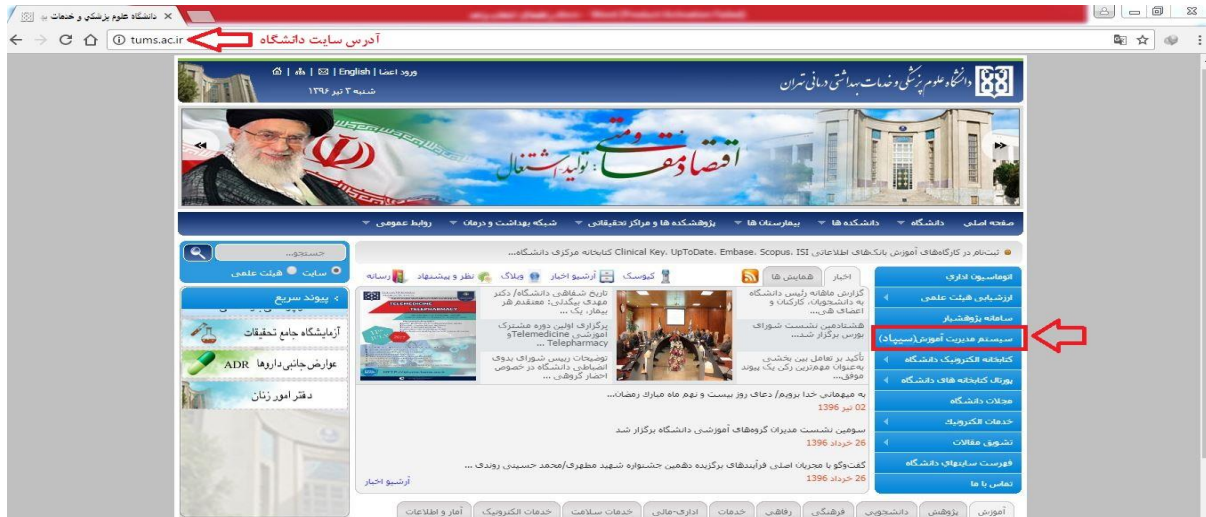 دانشگاه علوم پزشکي و خدمات به
tums.ac.ir
آدرس سایت دانشگاه
ورود اعضا | English
شنبه ۳ تیر ۱۳۹۶
دانشگاه علوم پزشکی و خدمات بهداشتی درمانی تهران
اقتصاد مقاومتی : تولید - اشتغال
صفحه اصلی
دانشگاه
دانشکده ها
بیمارستان ها
پژوهشکده ها و مراکز تحقیقاتی
شبکه بهداشت و درمان
روابط عمومی
ثبت‌نام در کارگاه‌های آموزش بانک‌های اطلاعاتی Clinical Key، UpToDate، Embase، Scopus، ISI کتابخانه مرکزی دانشگاه...
جستجو...
سایت
هیئت علمی
اتوماسیون اداری
ارزشیابی هیئت علمی
سامانه پژوهشیار
سیستم مدیریت آموزش(سیپاد)
کتابخانه الکترونیک دانشگاه
پورتال کتابخانه های دانشگاه
مجلات دانشگاه
خدمات الکترونیك
تشویق مقالات
فهرست سایتهای دانشگاه
تماس با ما
اخبار
همایش ها
کیوسک
آرشیو اخبار
وبلاگ
نظر و پیشنهاد
رسانه
گزارش ماهانه رئیس دانشگاه
به دانشجویان، کارکنان و
اعضای هی...
هشتادمین نشست شورای
بورس برگزار شد...
تأکید بر تعامل بین بخشی
به‌عنوان مهم‌ترین رکن یک پیوند
موفق...
تاریخ شفاهی دانشگاه/ دکتر
مهدی بیگدلی: معتقدم هر
بیمار، یک ...
برگزاری اولین دوره مشترک
آموزشی Telemedicineو
Telepharmacy ...
توضیحات رییس شورای بدوی
انضباطی دانشگاه در خصوص
احضار گروهی ...
TELEMEDICINE
TELEPHARMACY
به میهمانی خدا برویم/ دعای روز بیست و نهم ماه مبارك رمضان...
02 تیر 1396
سومین نشست مدیران گروه‌های آموزشی دانشگاه برگزار شد
26 خرداد 1396
گفت‌وگو با مجریان اصلی فرآیندهای برگزیده دهمین جشنواره شهید مطهری/محمد حسینی روندی ...
26 خرداد 1396
آرشیو اخبار
پیوند سریع
آزمایشگاه جامع تحقیقات
عوارض جانبی داروها ADR
دفتر امور زنان
آموزش
پژوهش
دانشجویی
فرهنگی
رفاهی
خدمات
اداری-مالی
خدمات سلامت
خدمات الکترونیک
آمار و اطلاعات